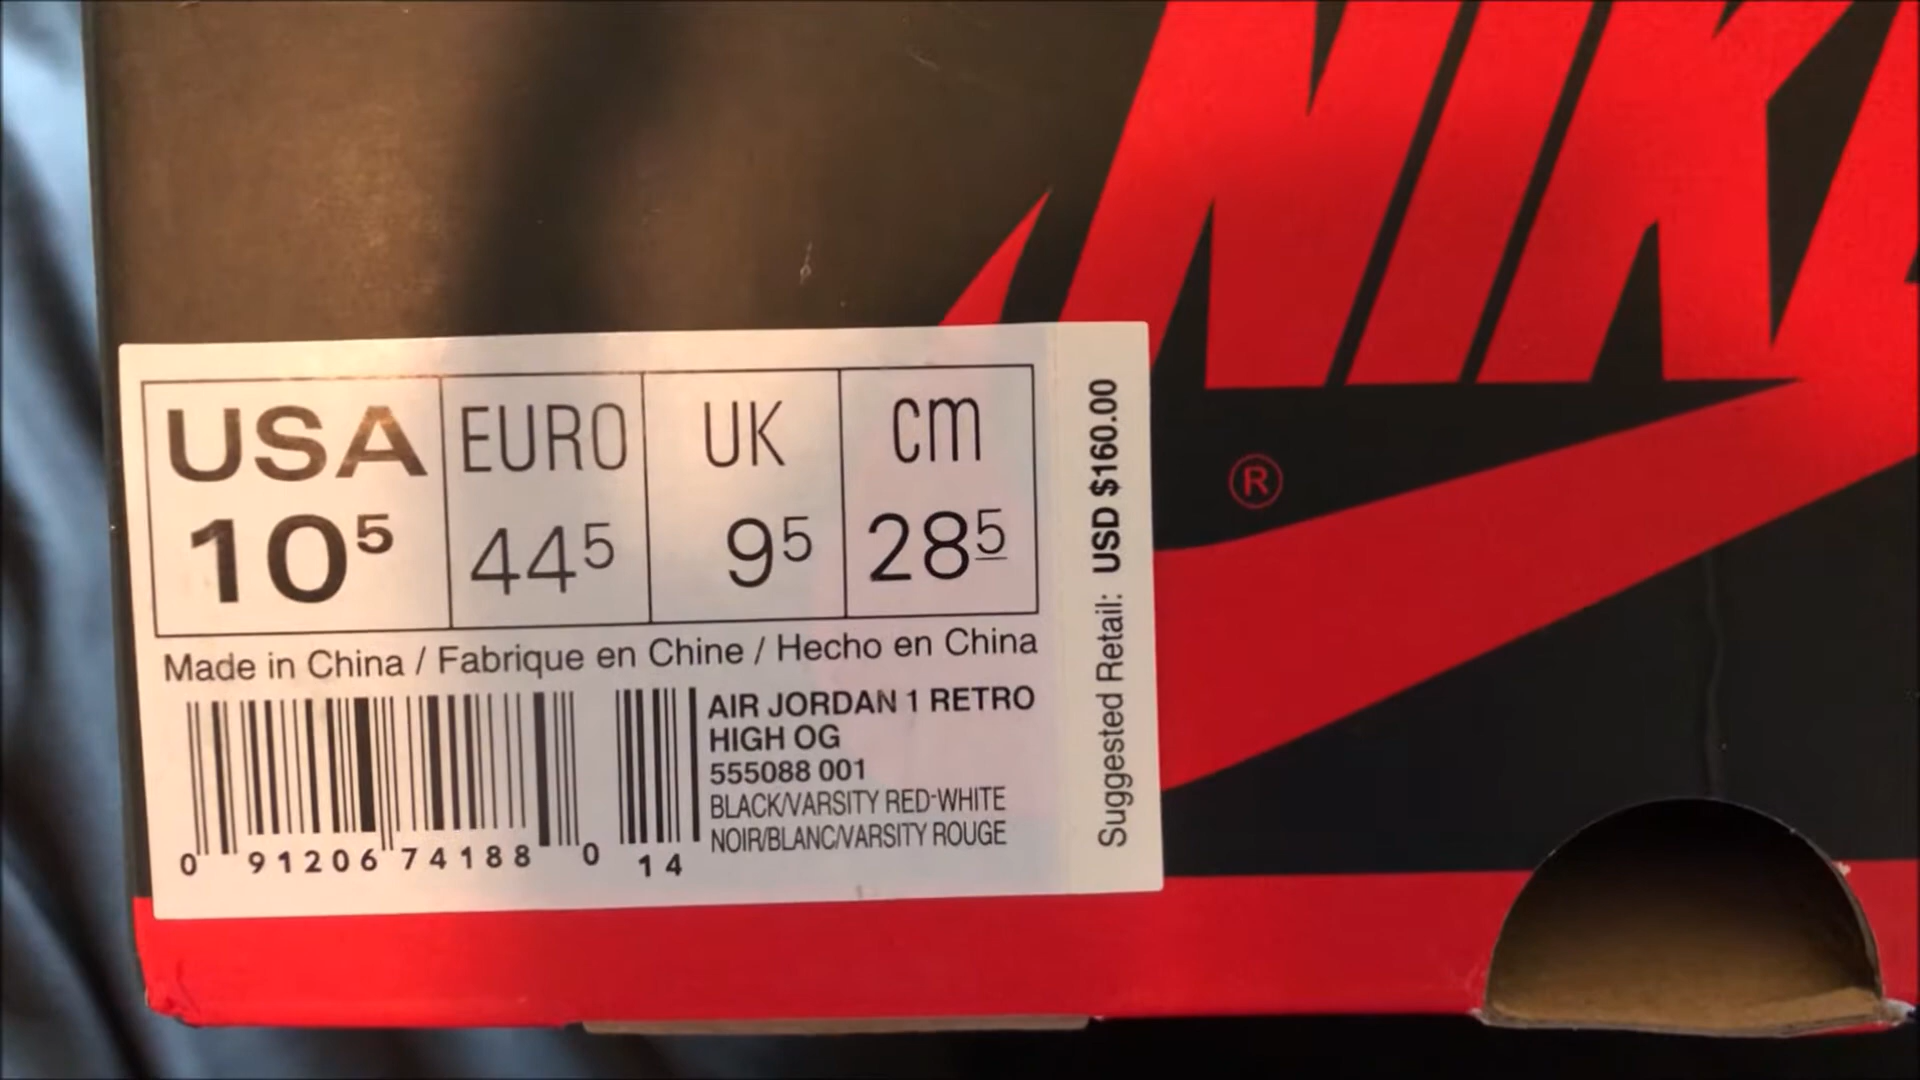 NIKE
®
USA EURO UK cm
10⁵ 44⁵ 9⁵ 28⁵
Made in China / Fabrique en Chine / Hecho en China
AIR JORDAN 1 RETRO
HIGH OG
555088 001
BLACK/VARSITY RED-WHITE
NOIR/BLANC/VARSITY ROUGE
0 91206 74188 0 14
Suggested Retail: USD $160.00